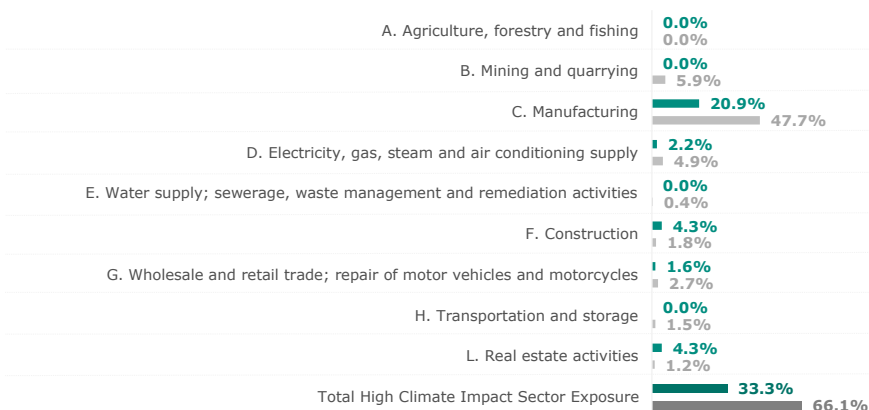 A. Agriculture, forestry and fishing
0.0%
0.0%
B. Mining and quarrying
0.0%
5.9%
C. Manufacturing
20.9%
47.7%
D. Electricity, gas, steam and air conditioning supply
2.2%
4.9%
E. Water supply; sewerage, waste management and remediation activities
0.0%
0.4%
F. Construction
4.3%
1.8%
G. Wholesale and retail trade; repair of motor vehicles and motorcycles
1.6%
2.7%
H. Transportation and storage
0.0%
1.5%
L. Real estate activities
4.3%
1.2%
Total High Climate Impact Sector Exposure
33.3%
66.1%